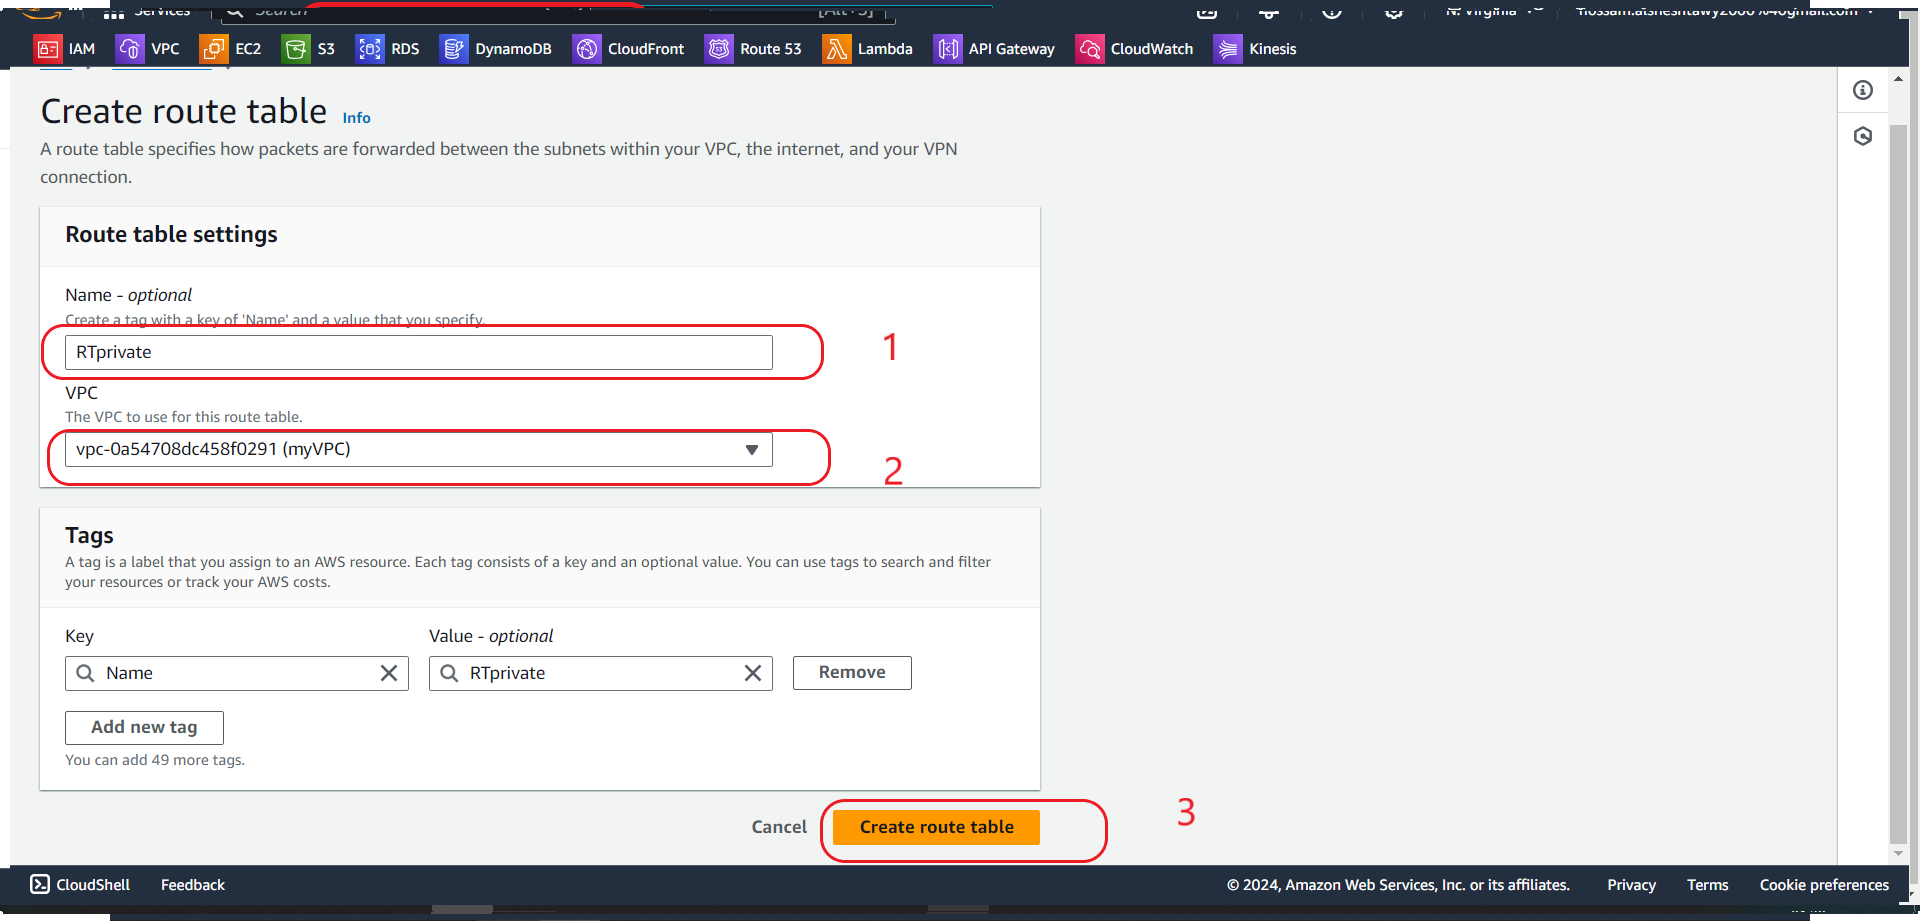 Services Search [Alt+S] N. Virginia
IAM VPC EC2 S3 RDS DynamoDB CloudFront Route 53 Lambda API Gateway CloudWatch Kinesis
Create route table Info
A route table specifies how packets are forwarded between the subnets within your VPC, the internet, and your VPN
connection.
Route table settings
Name - optional
Create a tag with a key of 'Name' and a value that you specify.
RTprivate
1
VPC
The VPC to use for this route table.
vpc-0a54708dc458f0291 (myVPC)
2
Tags
A tag is a label that you assign to an AWS resource. Each tag consists of a key and an optional value. You can use tags to search and filter
your resources or track your AWS costs.
Key Value - optional
Name RTprivate Remove
Add new tag
You can add 49 more tags.
Cancel Create route table
3
CloudShell Feedback © 2024, Amazon Web Services, Inc. or its affiliates. Privacy Terms Cookie preferences